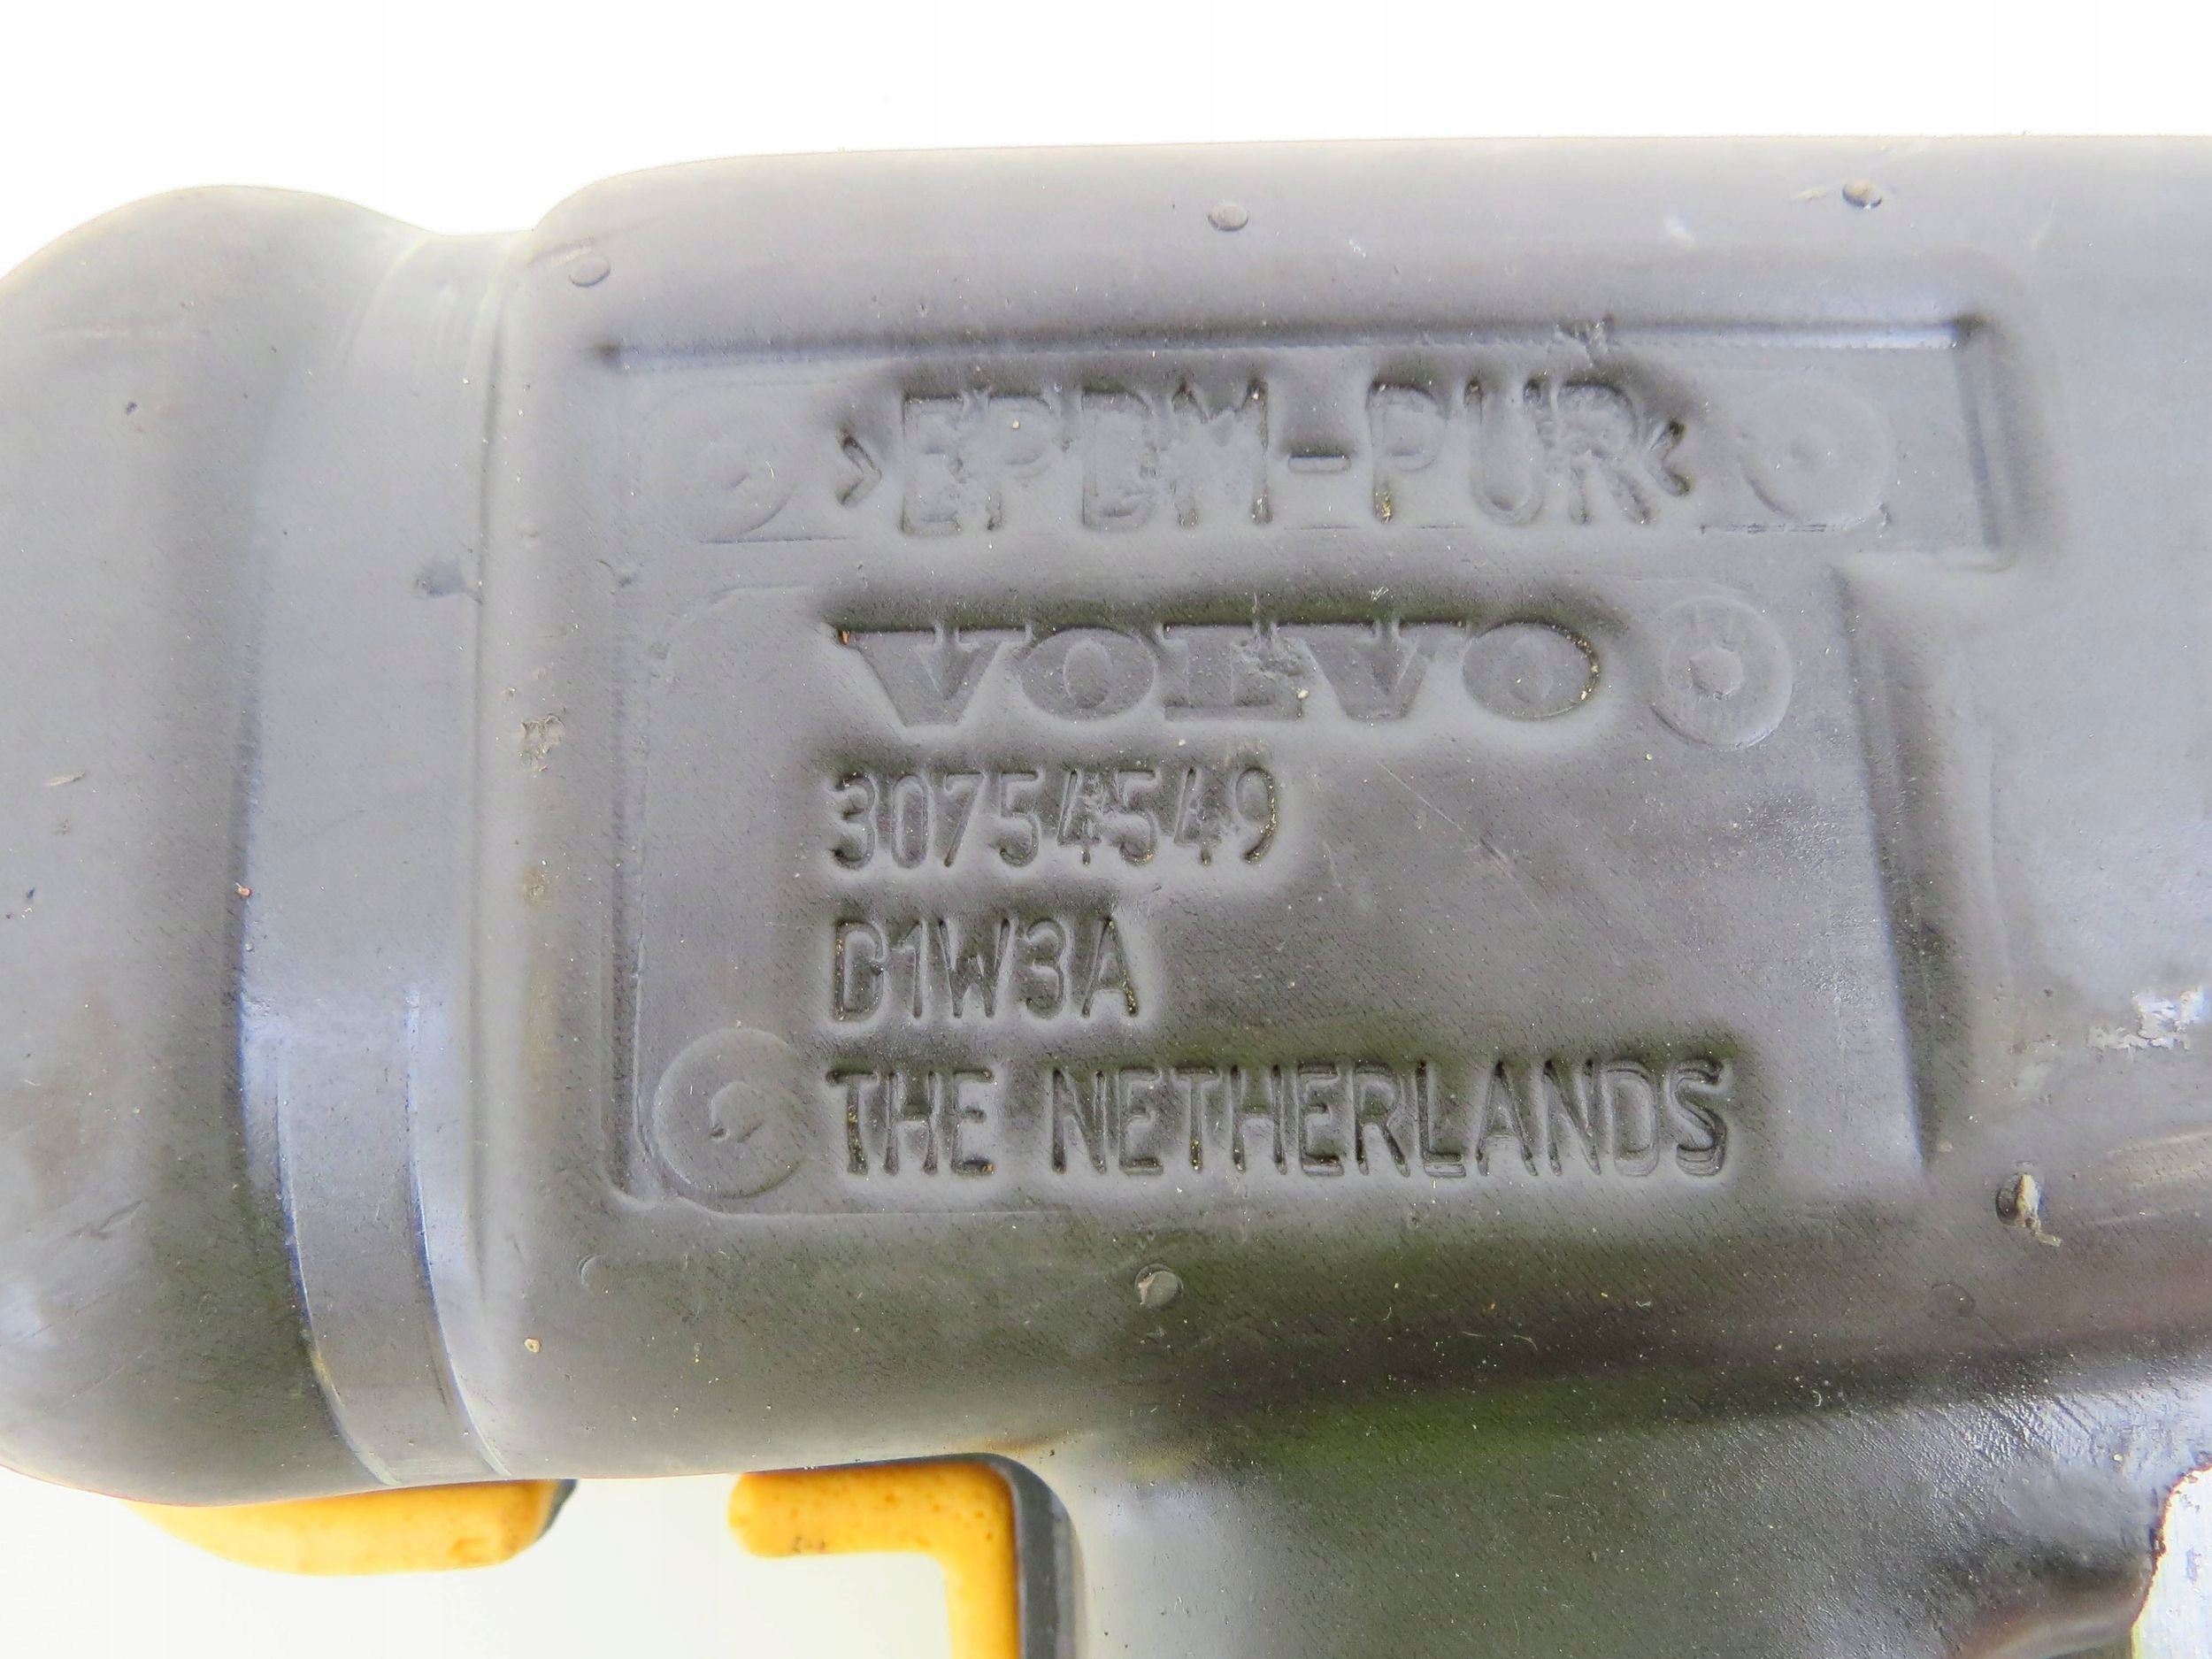 >EPDM-PUR<
VOLVO
30754549
D1W3A
THE NETHERLANDS